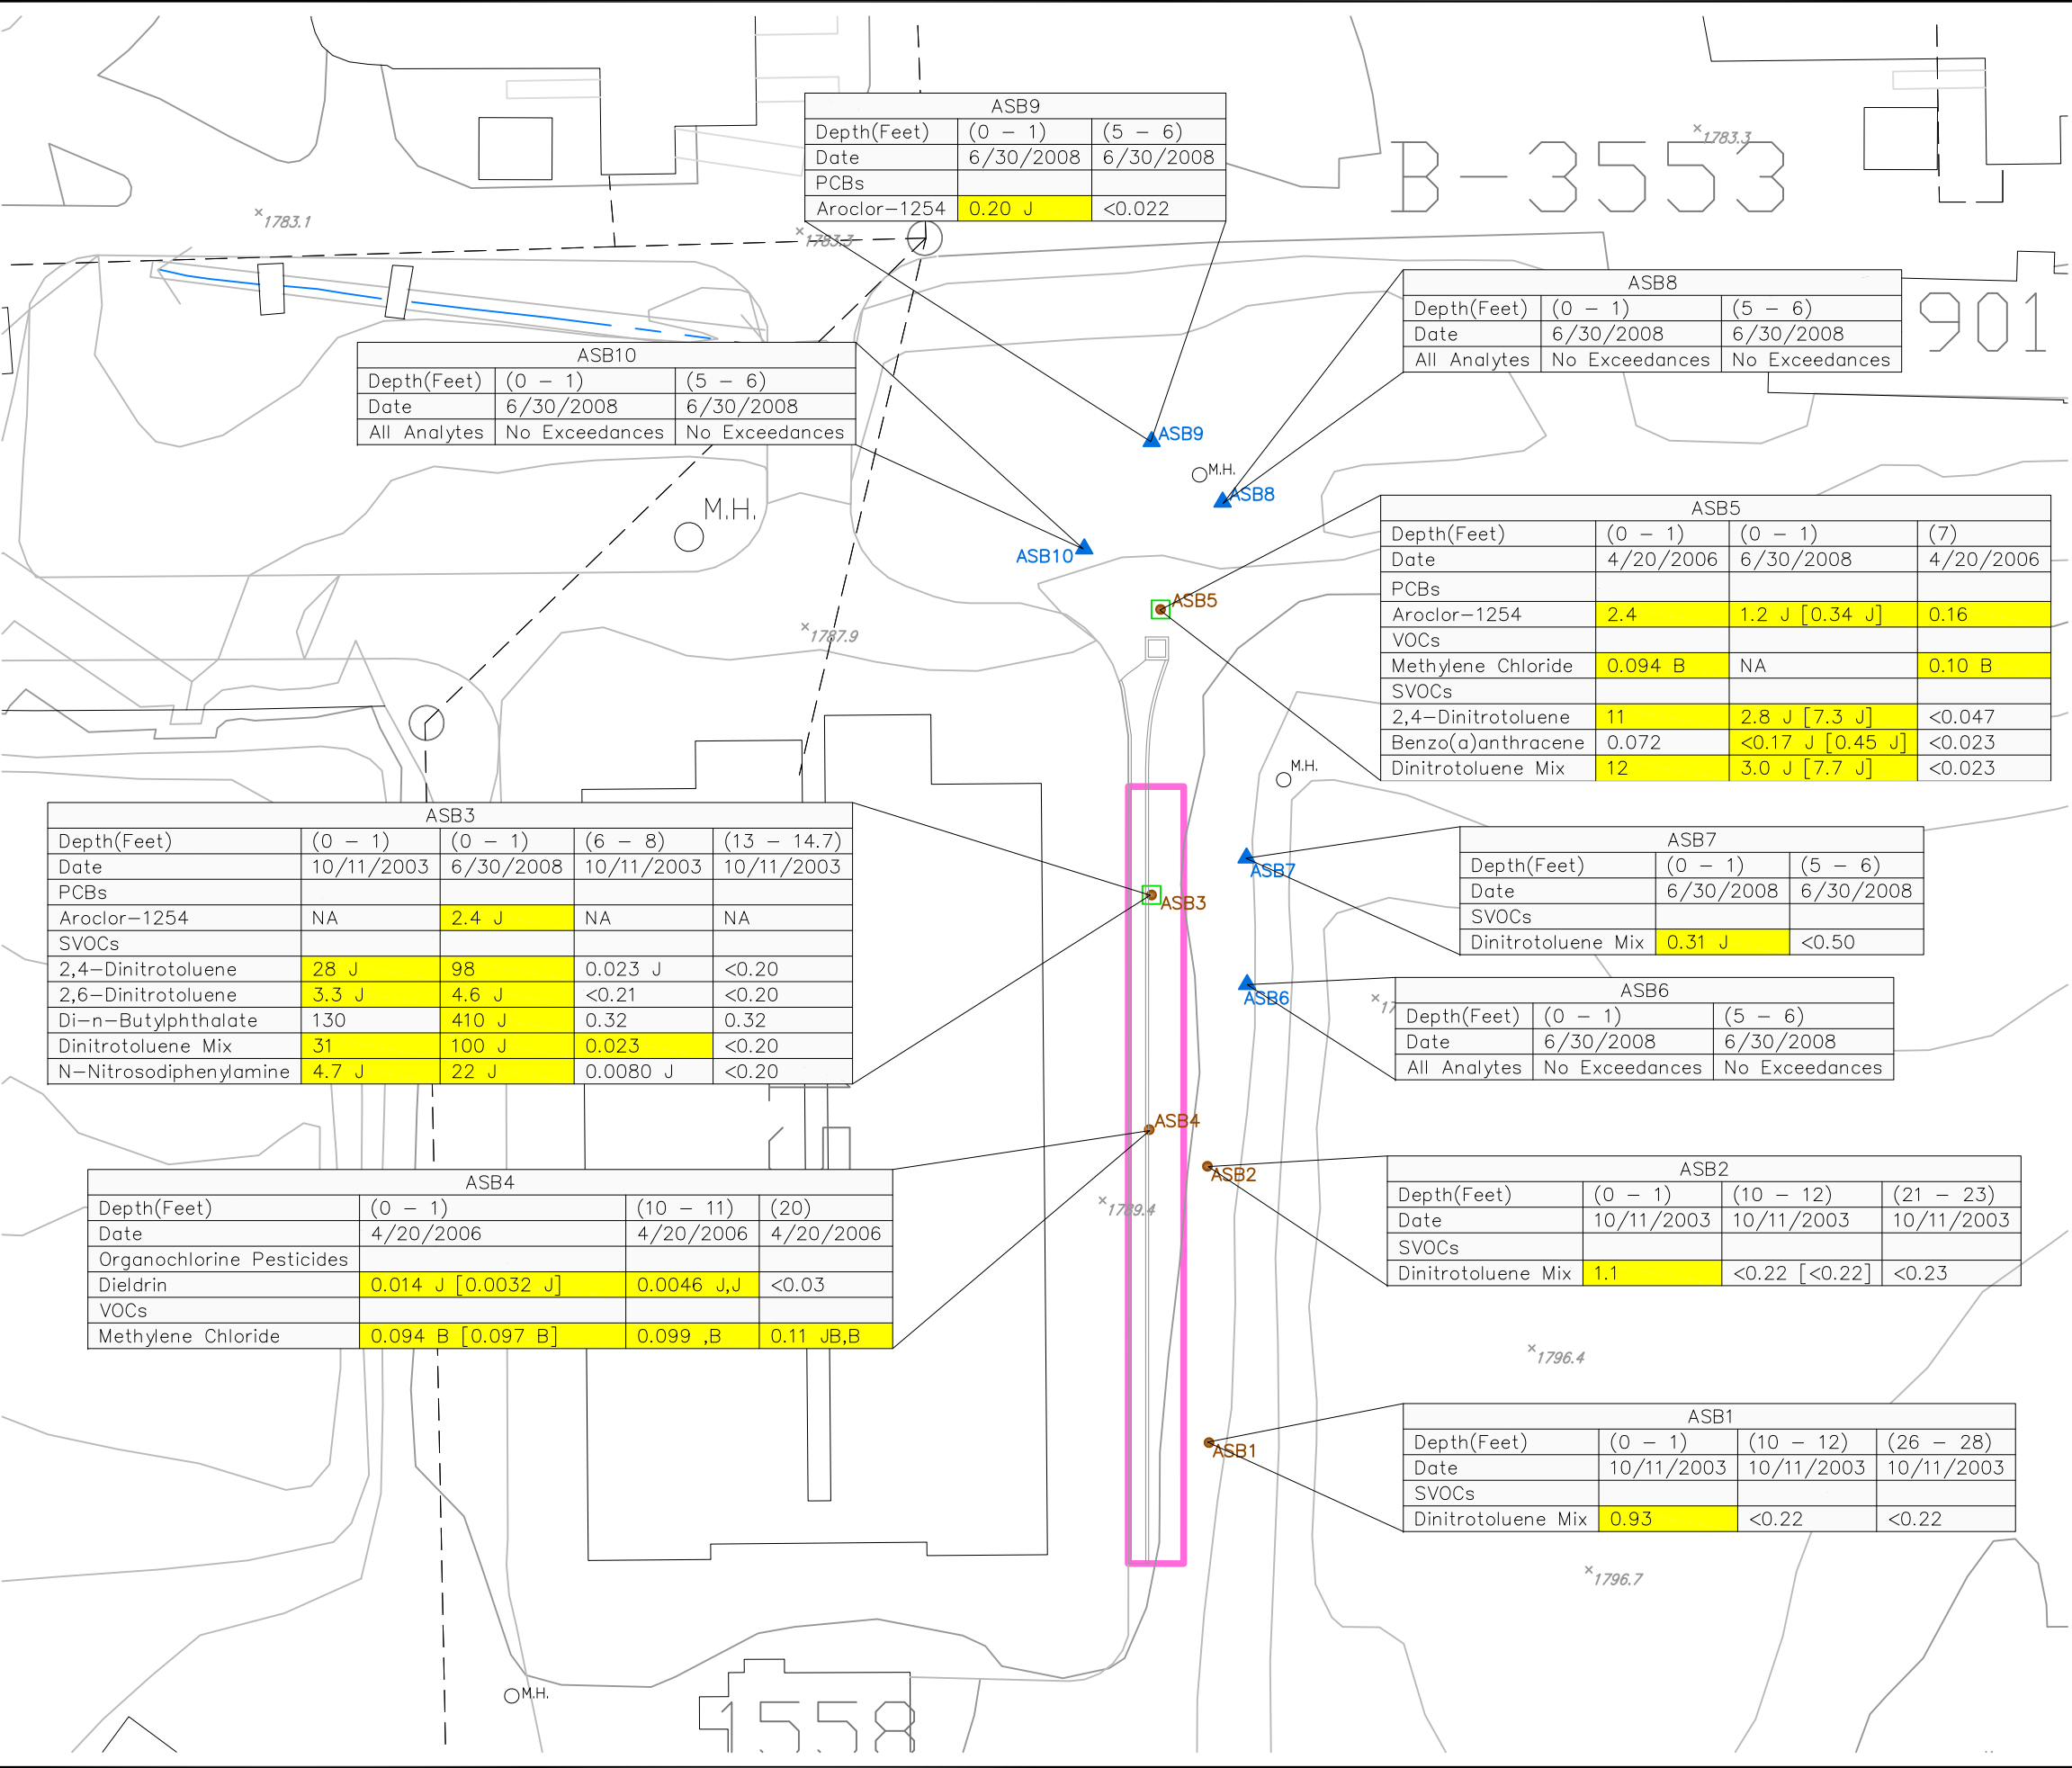 ASB9
Depth(Feet) (0 - 1) (5 - 6)
Date 6/30/2008 6/30/2008
PCBs
Aroclor-1254 0.20 J <0.022
B-3553
1783.3
1783.1
1783.3
ASB8
Depth(Feet) (0 - 1) (5 - 6)
Date 6/30/2008 6/30/2008
All Analytes No Exceedances No Exceedances
901
ASB10
Depth(Feet) (0 - 1) (5 - 6)
Date 6/30/2008 6/30/2008
All Analytes No Exceedances No Exceedances
ASB9
M.H.
ASB8
M.H.
ASB10
ASB5
Depth(Feet) (0 - 1) (0 - 1) (7)
Date 4/20/2006 6/30/2008 4/20/2006
PCBs
Aroclor-1254 2.4 1.2 J [0.34 J] 0.16
VOCs
Methylene Chloride 0.094 B NA 0.10 B
SVOCs
2,4-Dinitrotoluene 11 2.8 J [7.3 J] <0.047
Benzo(a)anthracene 0.072 <0.17 J [0.45 J] <0.023
Dinitrotoluene Mix 12 3.0 J [7.7 J] <0.023
ASB5
1787.9
M.H.
ASB3
Depth(Feet) (0 - 1) (0 - 1) (6 - 8) (13 - 14.7)
Date 10/11/2003 6/30/2008 10/11/2003 10/11/2003
PCBs
Aroclor-1254 NA 2.4 J NA NA
SVOCs
2,4-Dinitrotoluene 28 J 98 0.023 J <0.20
2,6-Dinitrotoluene 3.3 J 4.6 J <0.21 <0.20
Di-n-Butylphthalate 130 410 J 0.32 0.32
Dinitrotoluene Mix 31 100 J 0.023 <0.20
N-Nitrosodiphenylamine 4.7 J 22 J 0.0080 J <0.20
ASB7
Depth(Feet) (0 - 1) (5 - 6)
Date 6/30/2008 6/30/2008
SVOCs
Dinitrotoluene Mix 0.31 J <0.50
ASB7
ASB3
ASB6
Depth(Feet) (0 - 1) (5 - 6)
Date 6/30/2008 6/30/2008
All Analytes No Exceedances No Exceedances
ASB6
17
ASB4
ASB4
Depth(Feet) (0 - 1) (10 - 11) (20)
Date 4/20/2006 4/20/2006 4/20/2006
Organochlorine Pesticides
Dieldrin 0.014 J [0.0032 J] 0.0046 J,J <0.03
VOCs
Methylene Chloride 0.094 B [0.097 B] 0.099 ,B 0.11 JB,B
ASB2
1789.4
ASB2
Depth(Feet) (0 - 1) (10 - 12) (21 - 23)
Date 10/11/2003 10/11/2003 10/11/2003
SVOCs
Dinitrotoluene Mix 1.1 <0.22 [<0.22] <0.23
1796.4
ASB1
Depth(Feet) (0 - 1) (10 - 12) (26 - 28)
Date 10/11/2003 10/11/2003 10/11/2003
SVOCs
Dinitrotoluene Mix 0.93 <0.22 <0.22
ASB1
1796.7
M.H.
1558